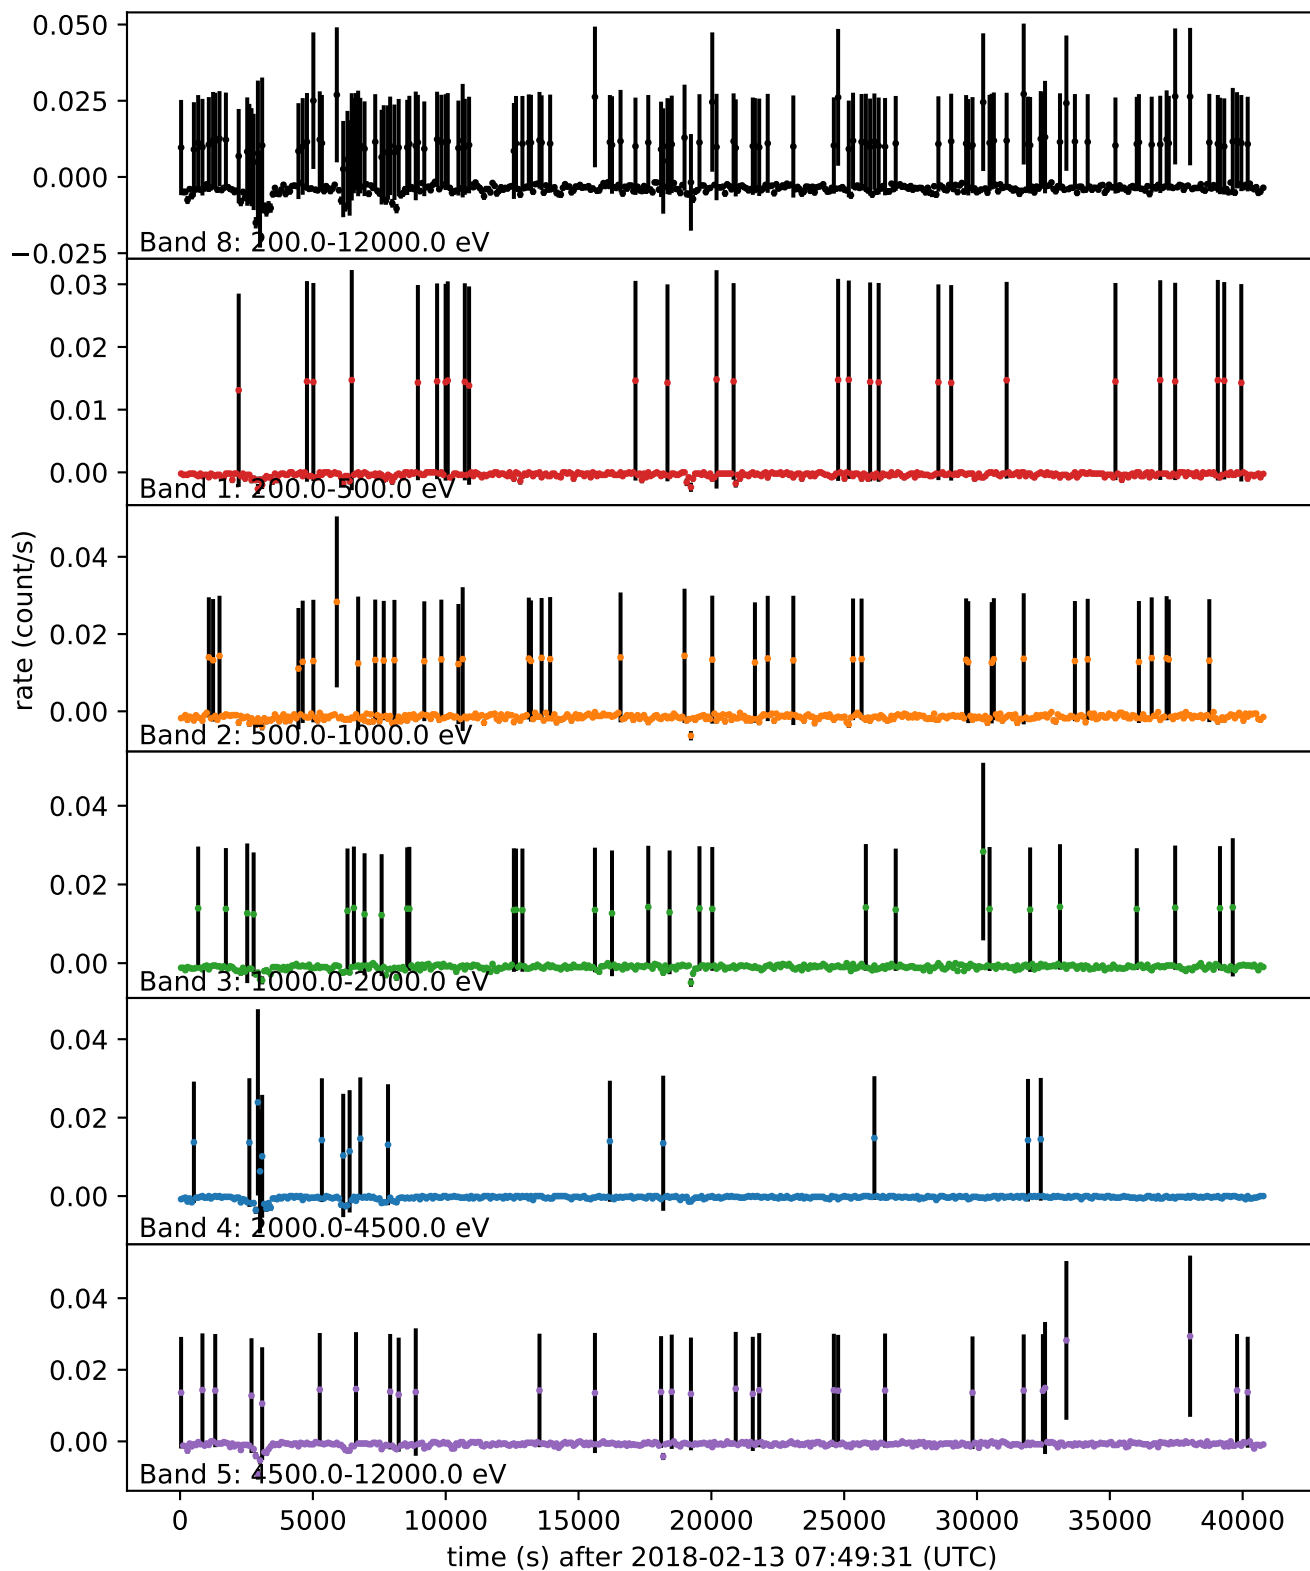 0.050
0.025
0.000
−0.025
Band 8: 200.0-12000.0 eV
0.03
0.02
0.01
0.00
Band 1: 200.0-500.0 eV
rate (count/s)
0.04
0.02
0.00
Band 2: 500.0-1000.0 eV
0.04
0.02
0.00
Band 3: 1000.0-2000.0 eV
0.04
0.02
0.00
Band 4: 2000.0-4500.0 eV
0.04
0.02
0.00
Band 5: 4500.0-12000.0 eV
0 5000 10000 15000 20000 25000 30000 35000 40000
time (s) after 2018-02-13 07:49:31 (UTC)